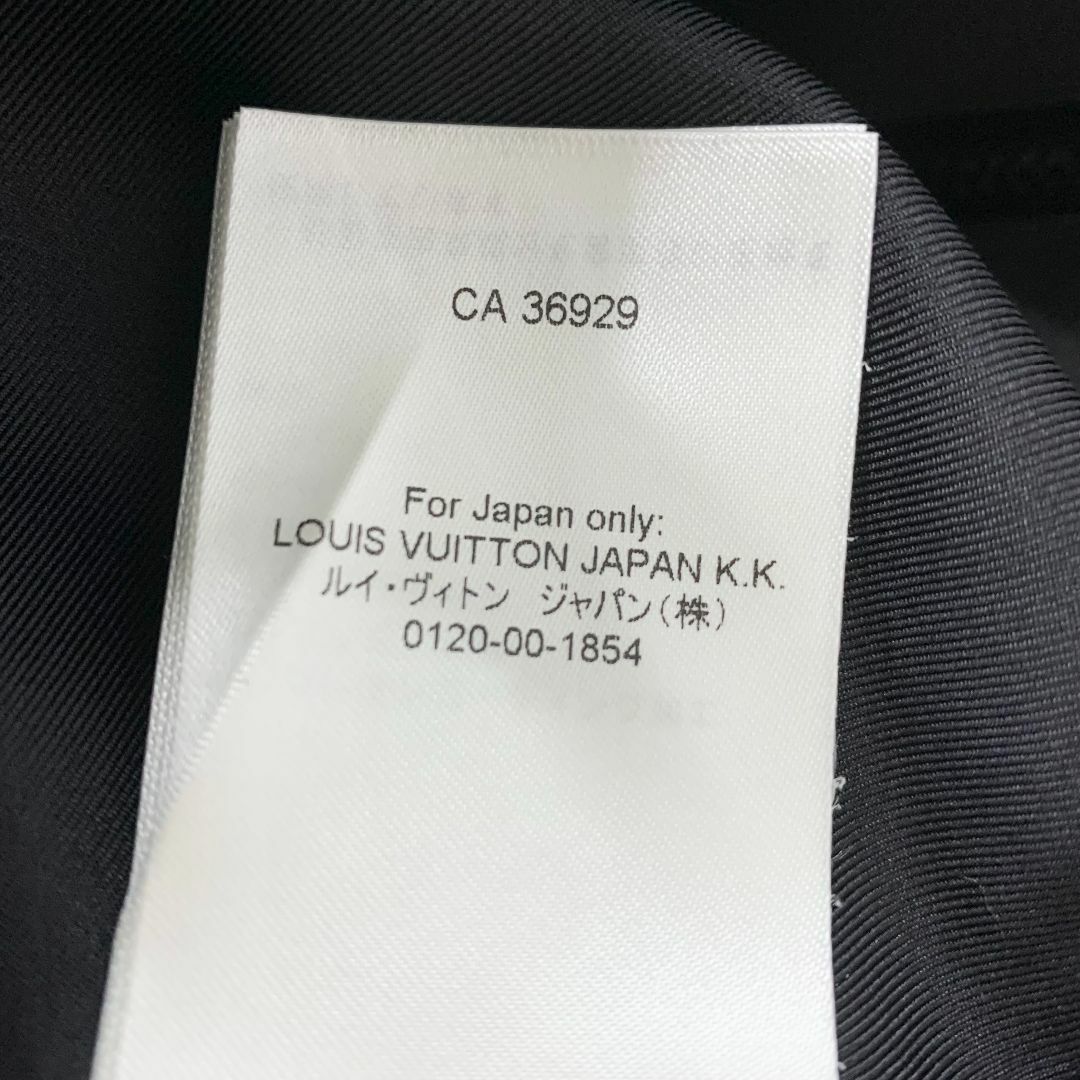 CA 36929
For Japan only:
LOUIS VUITTON JAPAN K.K.
ルイ・ヴィトン　ジャパン（株）
0120-00-1854